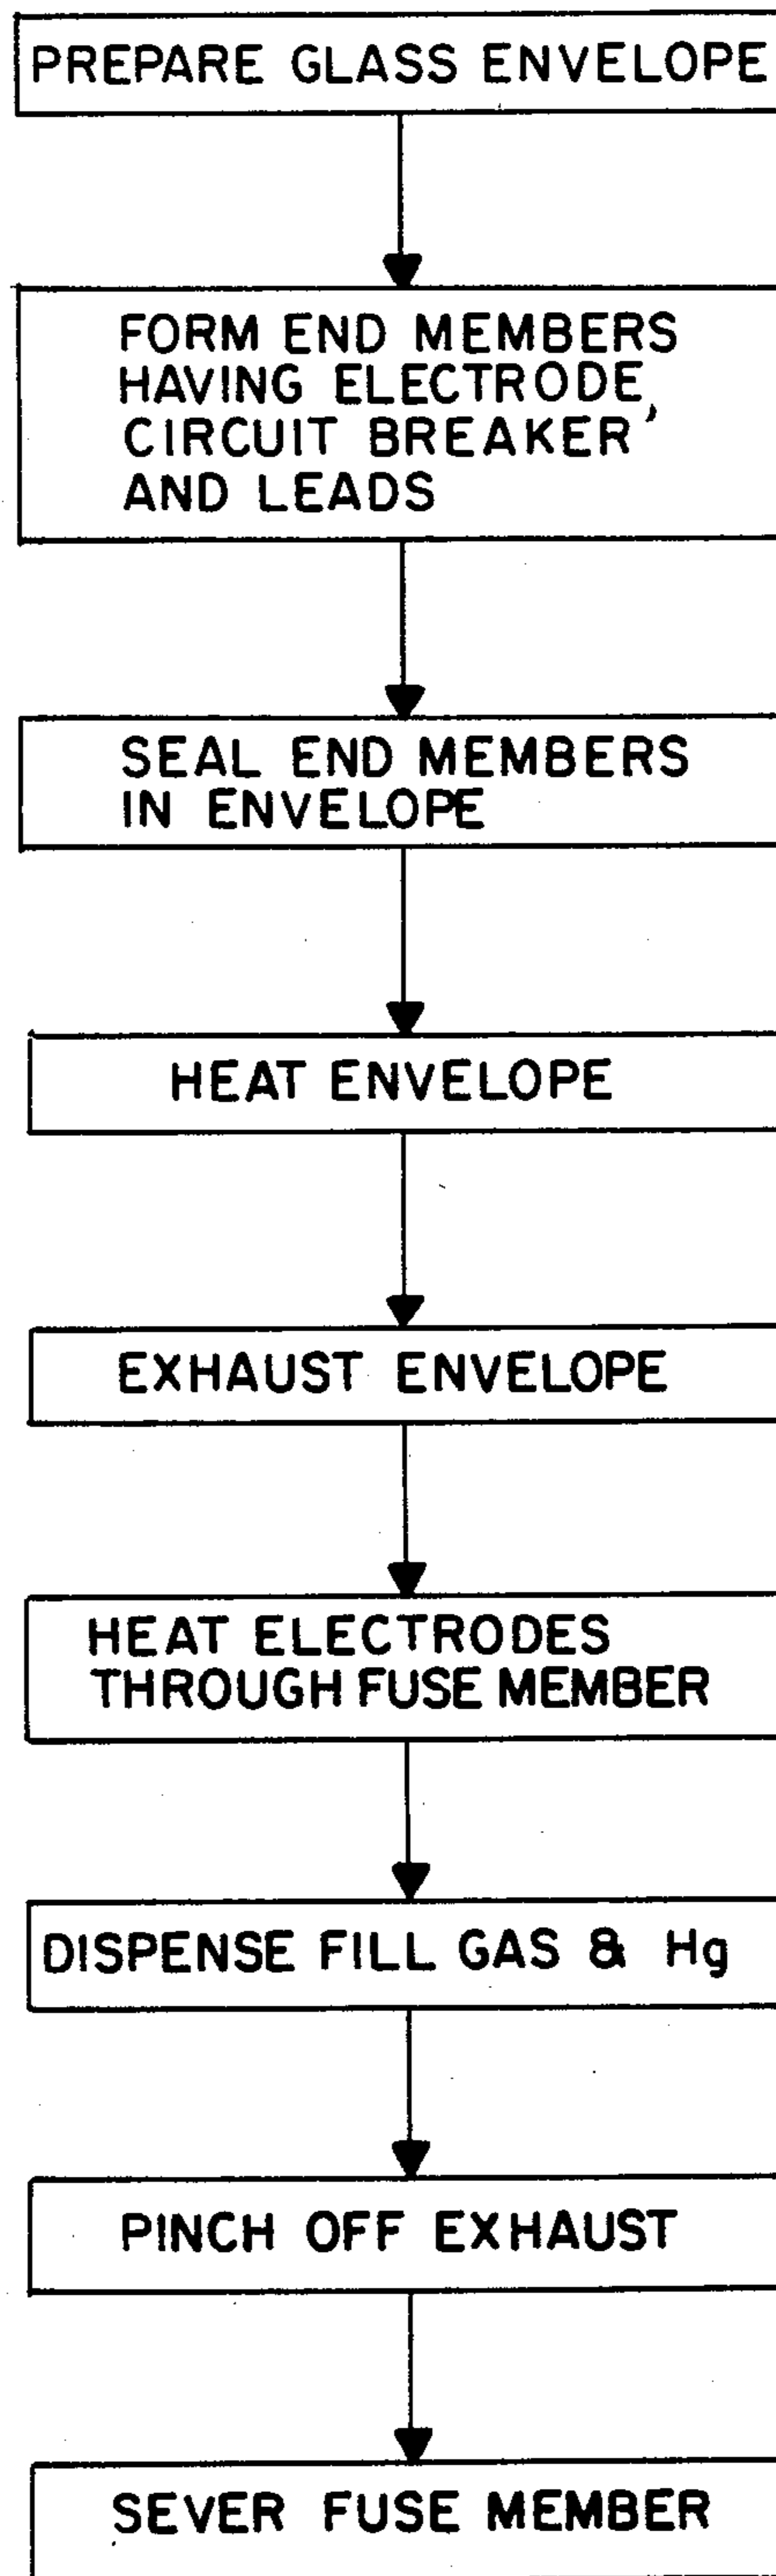 PREPARE GLASS ENVELOPE
FORM END MEMBERS
HAVING ELECTRODE,
CIRCUIT BREAKER
AND LEADS
SEAL END MEMBERS
IN ENVELOPE
HEAT ENVELOPE
EXHAUST ENVELOPE
HEAT ELECTRODES
THROUGH FUSE MEMBER
DISPENSE FILL GAS & Hg
PINCH OFF EXHAUST
SEVER FUSE MEMBER